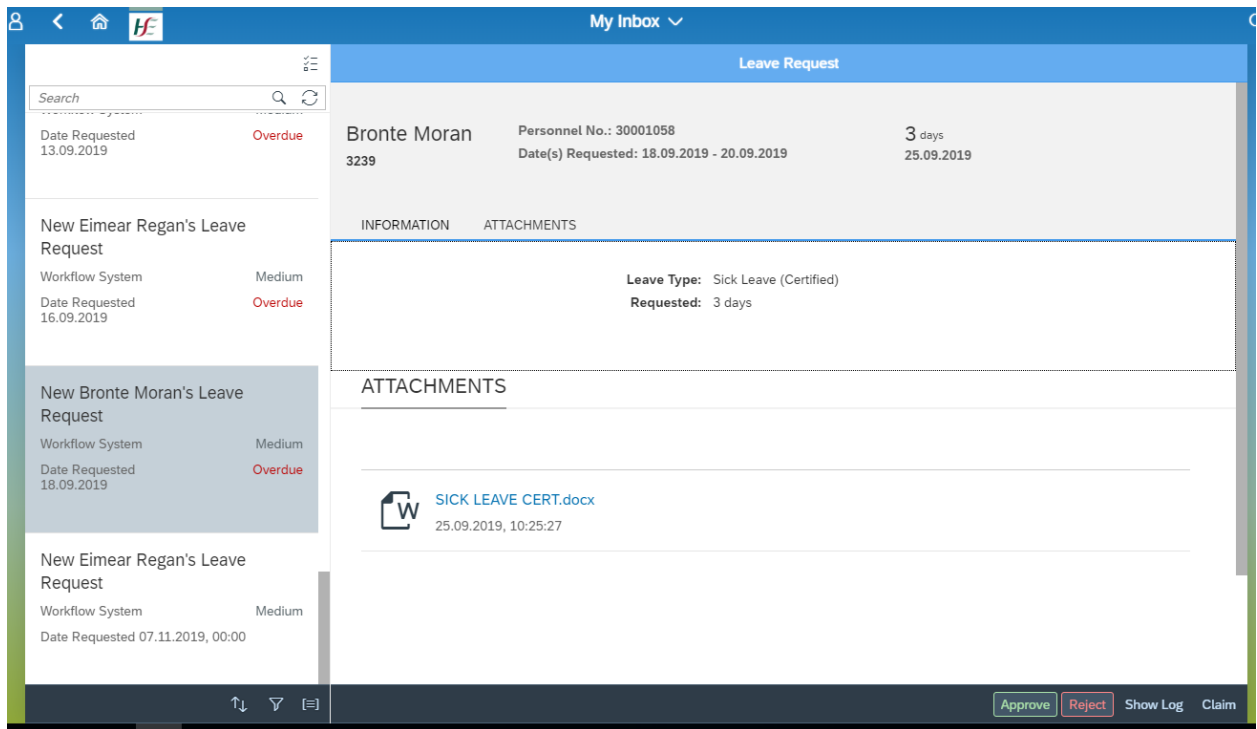 My Inbox
Leave Request
Search
Date Requested Overdue
13.09.2019
New Eimear Regan's Leave
Request
Workflow System Medium
Date Requested Overdue
16.09.2019
New Bronte Moran's Leave
Request
Workflow System Medium
Date Requested Overdue
18.09.2019
New Eimear Regan's Leave
Request
Workflow System Medium
Date Requested 07.11.2019, 00:00
Bronte Moran
3239
Personnel No.: 30001058
Date(s) Requested: 18.09.2019 - 20.09.2019
3 days
25.09.2019
INFORMATION ATTACHMENTS
Leave Type: Sick Leave (Certified)
Requested: 3 days
ATTACHMENTS
W
SICK LEAVE CERT.docx
25.09.2019, 10:25:27
Approve Reject Show Log Claim